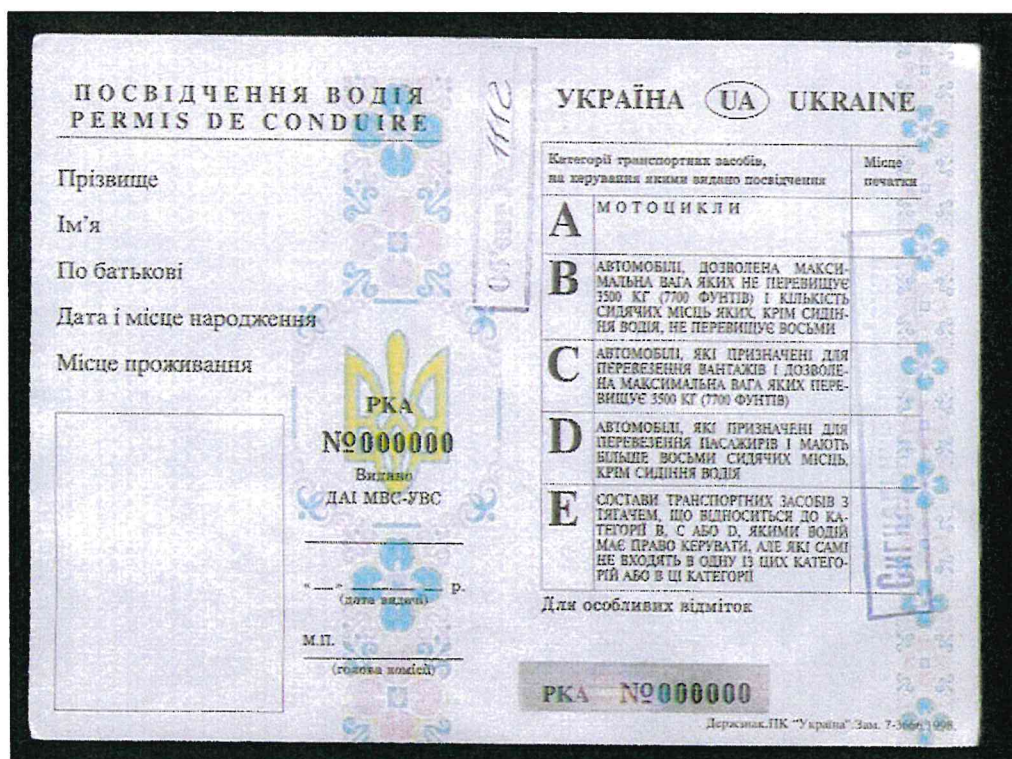 ПОСВІДЧЕННЯ ВОДІЯ
PERMIS DE CONDUIRE
Прізвище
Ім’я
По батькові
Дата і місце народження
Місце проживання
РКА
№000000
Видано
ДАІ МВС-УВС
“__”________ р.
(дата видачі)
М.П.
(голова комісії)
1112
УКРАЇНА UA UKRAINE
Категорії транспортних засобів,
на керування якими видано посвідчення
Місце
печатки
A МОТОЦИКЛИ
B АВТОМОБІЛІ, ДОЗВОЛЕНА МАКСИ-
МАЛЬНА ВАГА ЯКИХ НЕ ПЕРЕВИЩУЄ
3500 КГ (7700 ФУНТІВ) І КІЛЬКІСТЬ
СИДЯЧИХ МІСЦЬ ЯКИХ, КРІМ СИДІН-
НЯ ВОДІЯ, НЕ ПЕРЕВИЩУЄ ВОСЬМИ
C АВТОМОБІЛІ, ЯКІ ПРИЗНАЧЕНІ ДЛЯ
ПЕРЕВЕЗЕННЯ ВАНТАЖІВ І ДОЗВОЛЕ-
НА МАКСИМАЛЬНА ВАГА ЯКИХ ПЕРЕ-
ВИЩУЄ 3500 КГ (7700 ФУНТІВ)
D АВТОМОБІЛІ, ЯКІ ПРИЗНАЧЕНІ ДЛЯ
ПЕРЕВЕЗЕННЯ ПАСАЖИРІВ І МАЮТЬ
БІЛЬШЕ ВОСЬМИ СИДЯЧИХ МІСЦЬ,
КРІМ СИДІННЯ ВОДІЯ
E СОСТАВИ ТРАНСПОРТНИХ ЗАСОБІВ З
ТЯГАЧЕМ, ЩО ВІДНОСИТЬСЯ ДО КА-
ТЕГОРІЇ В, С АБО D, ЯКИМИ ВОДІЙ
МАЄ ПРАВО КЕРУВАТИ, АЛЕ ЯКІ САМІ
НЕ ВХОДЯТЬ В ОДНУ ІЗ ЦИХ КАТЕГО-
РІЙ АБО В ЦІ КАТЕГОРІЇ
Для особливих відміток
РКА №000000
Держзнак.ПК "Україна" Зам. 7-3666 1998.